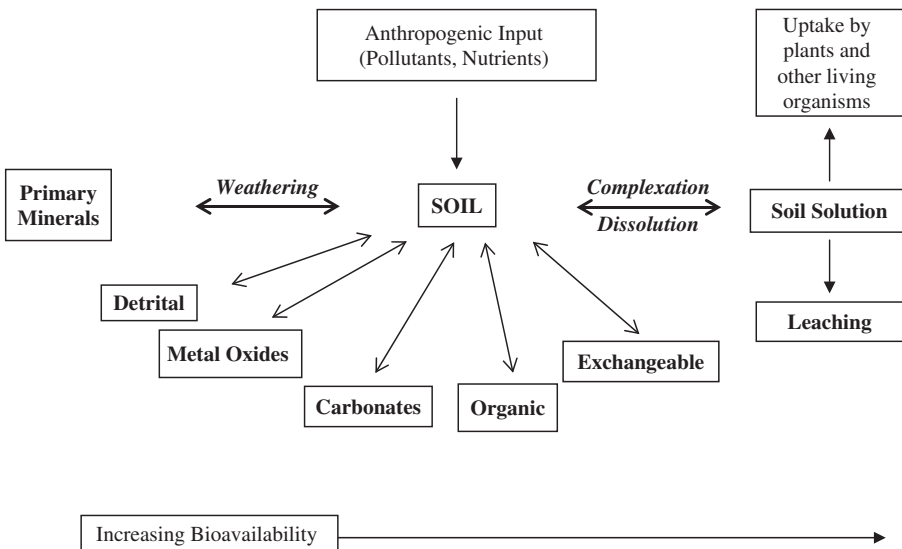 Anthropogenic Input
(Pollutants, Nutrients)
Uptake by
plants and
other living
organisms
Primary
Minerals
Weathering
SOIL
Complexation
Dissolution
Soil Solution
Detrital
Metal Oxides
Carbonates
Organic
Exchangeable
Leaching
Increasing Bioavailability